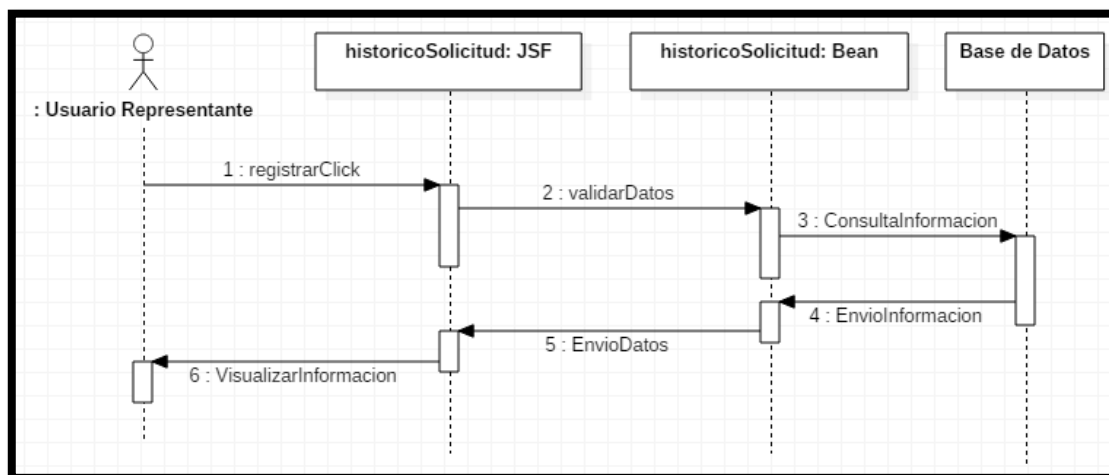 historicoSolicitud: JSF
historicoSolicitud: Bean
Base de Datos
: Usuario Representante
1 : registrarClick
2 : validarDatos
3 : ConsultaInformacion
4 : EnvioInformacion
5 : EnvioDatos
6 : VisualizarInformacion